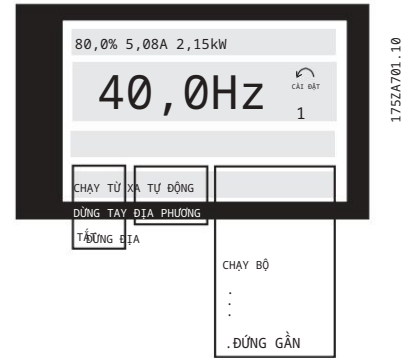 80,0% 5,08A 2,15kW
40,0Hz
CÀI ĐẶT
1
CHẠY TỪ XA TỰ ĐỘNG
DỪNG TAY ĐỊA PHƯƠNG
TẮT
DỪNG ĐỊA
CHẠY BỘ
.
.
.
.ĐỨNG GẦN
175ZA701.10